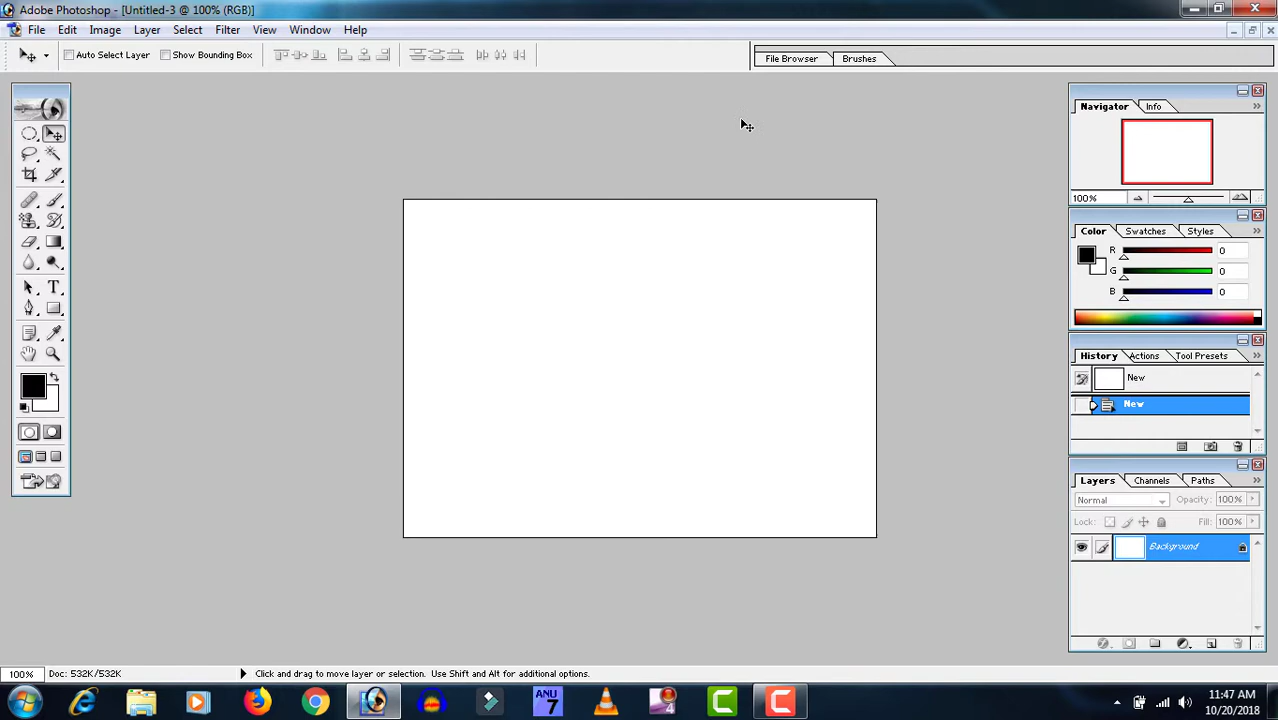 Adobe Photoshop - [Untitled-3 @ 100% (RGB)]
File Edit Image Layer Select Filter View Window Help
Auto Select Layer Show Bounding Box File Browser Brushes
Navigator Info
100%
Color Swatches Styles
R 0
G 0
B 0
History Actions Tool Presets
New
New
Layers Channels Paths
Normal Opacity: 100%
Lock: Fill: 100%
Background
100% Doc: 532K/532K Click and drag to move layer or selection. Use Shift and Alt for additional options.
ANU
7
4
C
C
11:47 AM
10/20/2018